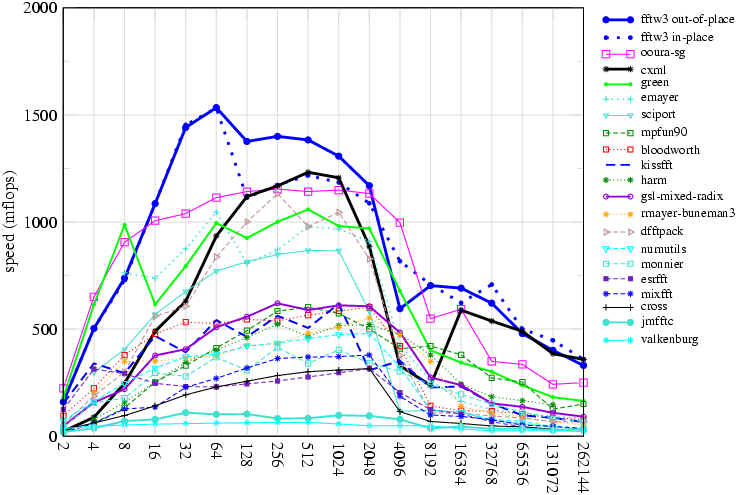 2000
1500
1000
500
0
speed (mflops)
2
4
8
16
32
64
128
256
512
1024
2048
4096
8192
16384
32768
65536
131072
262144
fftw3 out-of-place
fftw3 in-place
ooura-sg
cxml
green
emayer
sciport
mpfun90
bloodworth
kissfft
harm
gsl-mixed-radix
rmayer-buneman3
dfftpack
numutils
monnier
esrfft
mixfft
cross
jmfftc
valkenburg